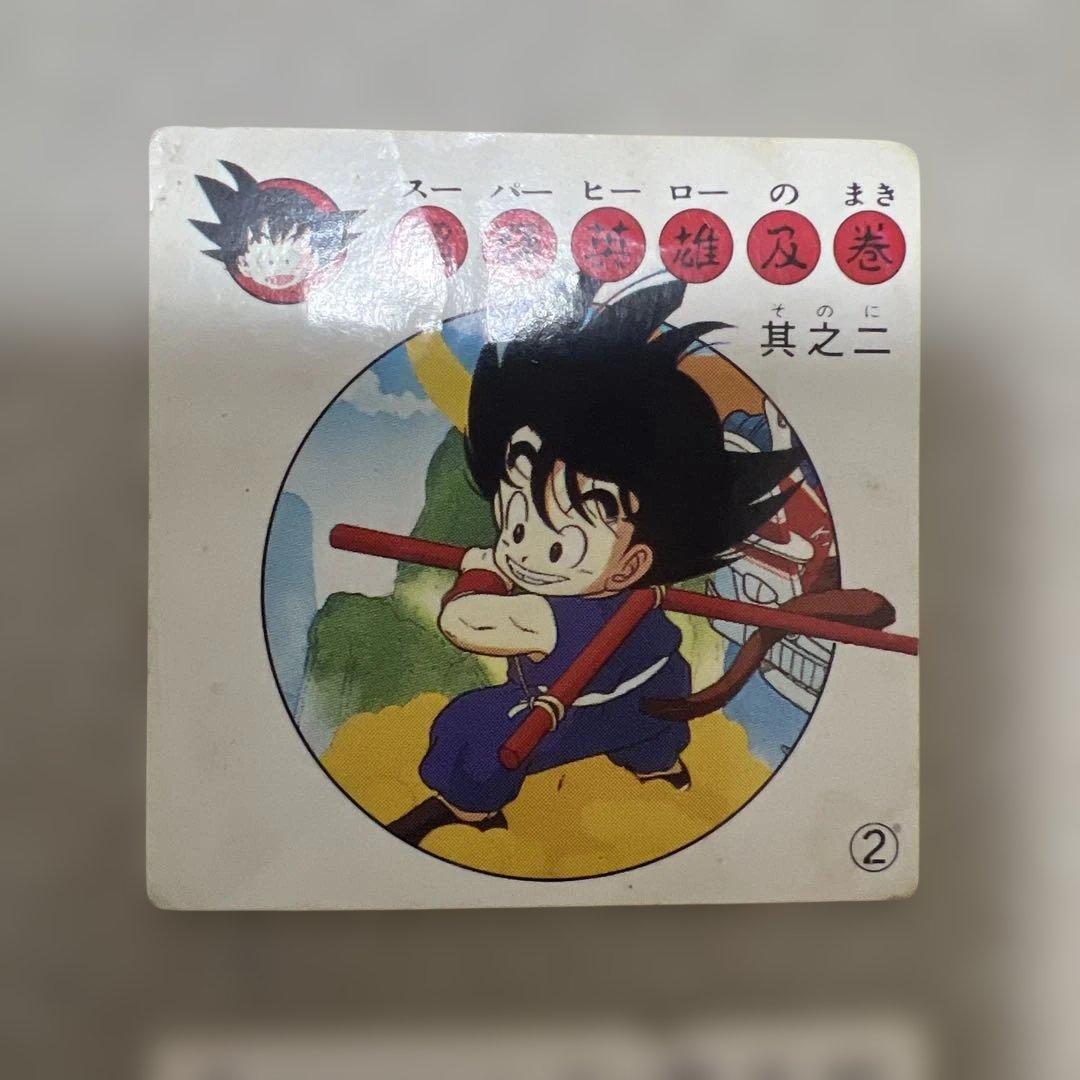 スーパーヒーローのまき
英雄及巻
そのに
其之二
②